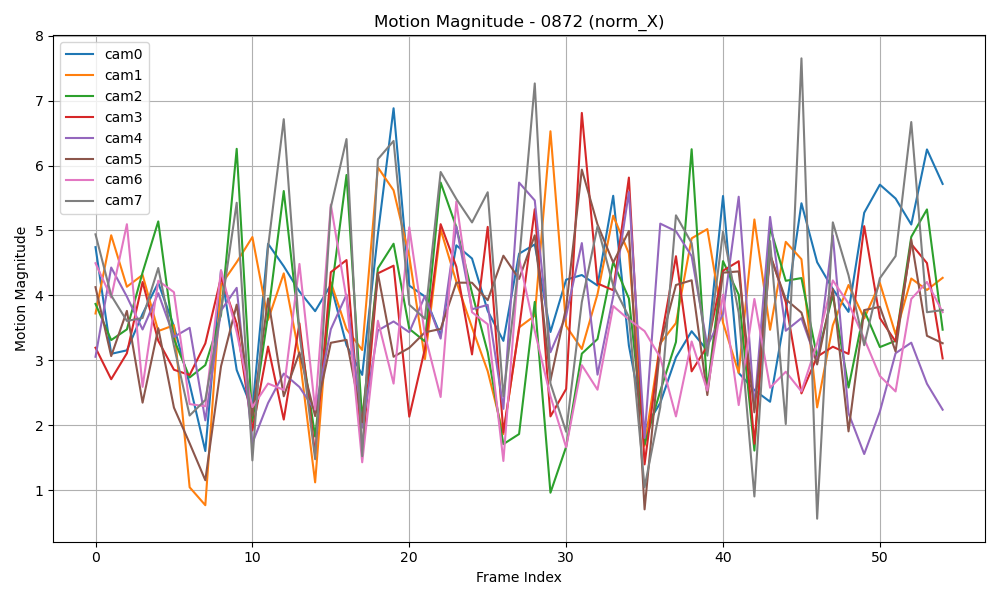 Motion Magnitude - 0872 (norm_X)
Motion Magnitude
8
7
6
5
4
3
2
1
cam0
cam1
cam2
cam3
cam4
cam5
cam6
cam7
0 10 20 30 40 50
Frame Index